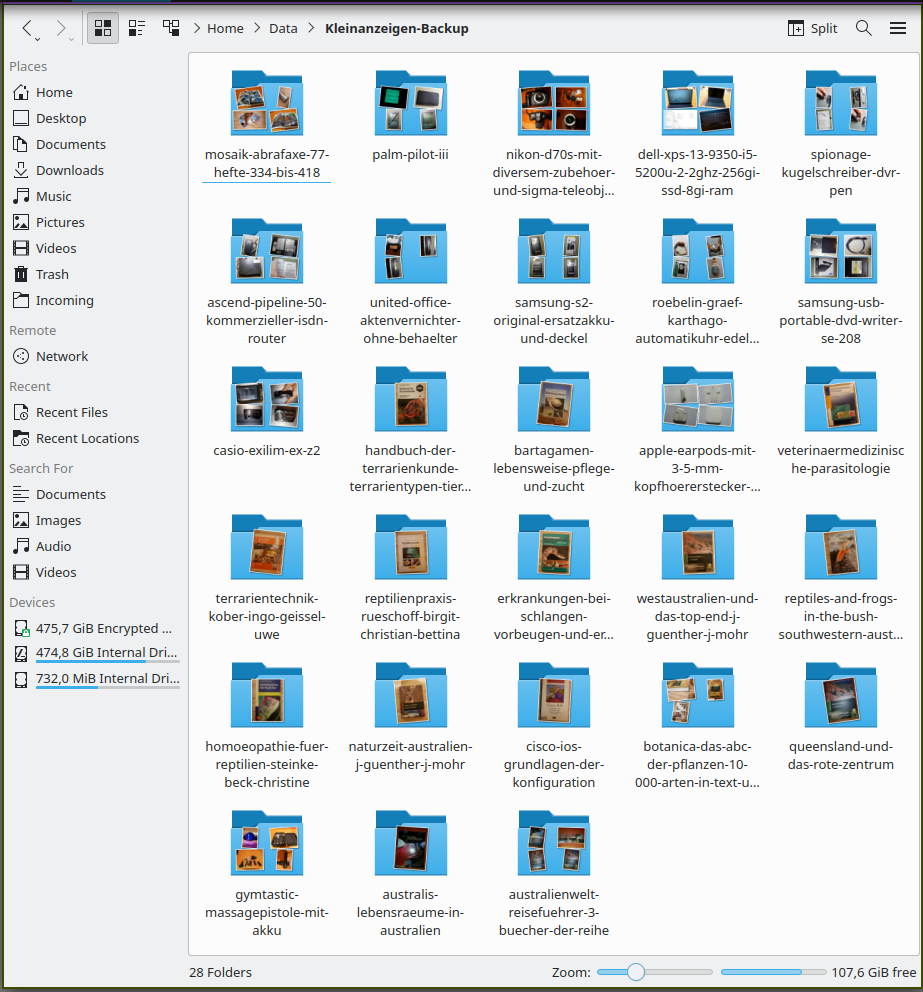 Home
Data
Kleinanzeigen-Backup
Split
Places
Home
Desktop
Documents
Downloads
Music
Pictures
Videos
Trash
Incoming
Remote
Network
Recent
Recent Files
Recent Locations
Search For
Documents
Images
Audio
Videos
Devices
475,7 GiB Encrypted ...
474,8 GiB Internal Dri...
732,0 MiB Internal Dri...
mosaik-abrafaxe-77-
hefte-334-bis-418
palm-pilot-iii
nikon-d70s-mit-
diversem-zubehoer-
und-sigma-teleobj...
dell-xps-13-9350-i5-
5200u-2-2ghz-256gi-
ssd-8gi-ram
spionage-
kugelschreiber-dvr-
pen
ascend-pipeline-50-
kommerzieller-isdn-
router
united-office-
aktenvernichter-
ohne-behaelter
samsung-s2-
original-ersatzakku-
und-deckel
roebelin-graef-
karthago-
automatikuhr-edel...
samsung-usb-
portable-dvd-writer-
se-208
casio-exilim-ex-z2
handbuch-der-
terrarienkunde-
terrarientypen-tier...
bartagamen-
lebensweise-pflege-
und-zucht
apple-earpods-mit-
3-5-mm-
kopfhoererstecker-...
veterinaermedizinisc
he-parasitologie
terrarientechnik-
kober-ingo-geissel-
uwe
reptilienpraxis-
rueschoff-birgit-
christian-bettina
erkrankungen-bei-
schlangen-
vorbeugen-und-er...
westaustralien-und-
das-top-end-j-
guenther-j-mohr
reptiles-and-frogs-
in-the-bush-
southwestern-aust...
homoeopathie-fuer-
reptilien-steinke-
beck-christine
naturzeit-australien-
j-guenther-j-mohr
cisco-ios-
grundlagen-der-
konfiguration
botanica-das-abc-
der-pflanzen-10-
000-arten-in-text-u...
queensland-und-
das-rote-zentrum
gymtastic-
massagepistole-mit-
akku
australis-
lebensraeume-in-
australien
australienwelt-
reisefuehrer-3-
buecher-der-reihe
28 Folders
Zoom:
107,6 GiB free